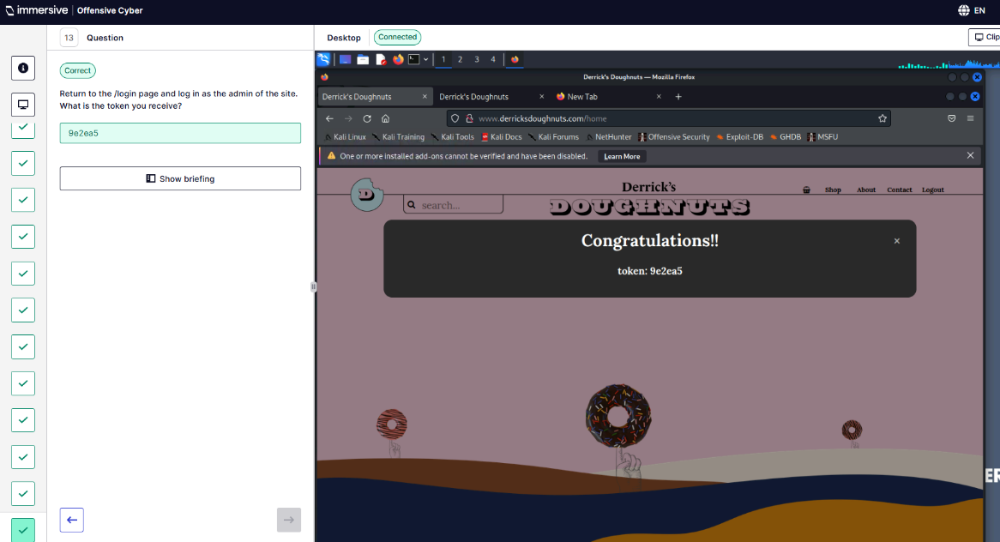 immersive | Offensive Cyber
EN
13 Question
Desktop
Connected
Correct
Return to the /login page and log in as the admin of the site.
What is the token you receive?
9e2ea5
Show briefing
1 2 3 4
Derrick's Doughnuts — Mozilla Firefox
Derrick's Doughnuts
Derrick's Doughnuts
New Tab
www.derricksdoughnuts.com/home
Kali Linux
Kali Training
Kali Tools
Kali Docs
Kali Forums
NetHunter
Offensive Security
Exploit-DB
GHDB
MSFU
One or more installed add-ons cannot be verified and have been disabled.
Learn More
D
search...
Derrick's
DOUGHNUTS
Shop
About
Contact
Logout
Congratulations!!
token: 9e2ea5